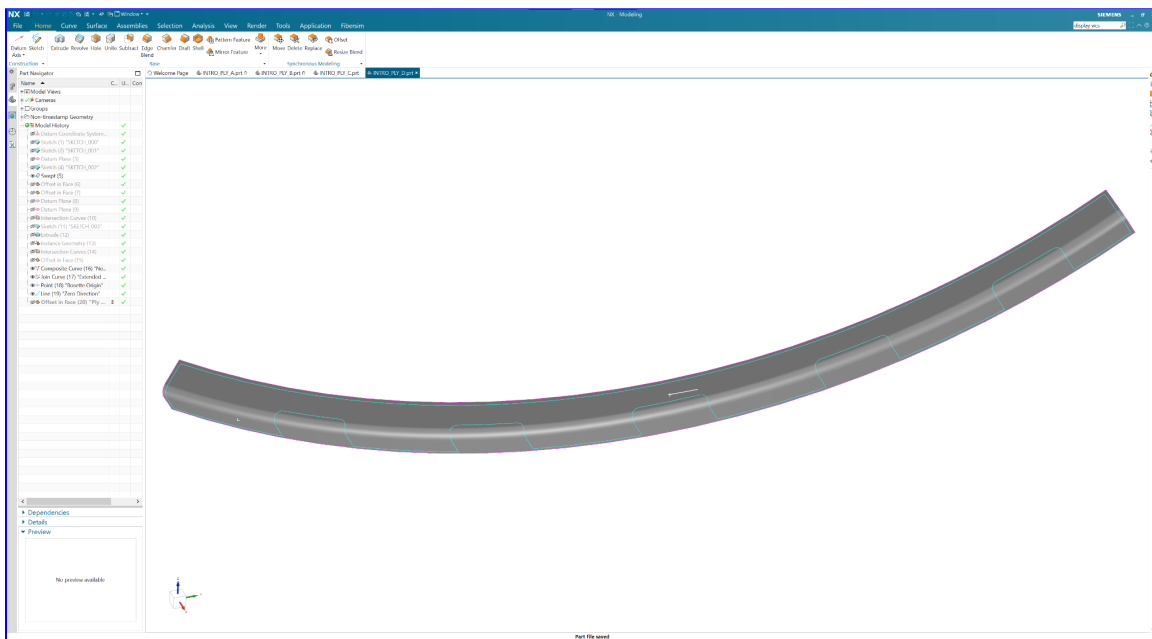 NX
Window
NX - Modeling
SIEMENS
File Home Curve Surface Assemblies Selection Analysis View Render Tools Application Fibersim
display wcs
Datum Axis
Sketch
Extrude
Revolve
Hole
Unite
Subtract
Edge Blend
Chamfer
Draft
Shell
Pattern Feature
Mirror Feature
More
Move
Delete
Replace
Offset
Resize Blend
Construction
Base
Synchronous Modeling
Part Navigator
Welcome Page
INTRO_PLY_A.prt
INTRO_PLY_B.prt
INTRO_PLY_C.prt
INTRO_PLY_D.prt
Name C... U... Con
Model Views
Cameras
Groups
Non-timestamp Geometry
Model History
Datum Coordinate System...
Sketch (1) "SKETCH_000"
Sketch (2) "SKETCH_001"
Datum Plane (3)
Sketch (4) "SKETCH_002"
Swept (5)
Offset in Face (6)
Offset in Face (7)
Datum Plane (8)
Datum Plane (9)
Intersection Curves (10)
Sketch (11) "SKETCH_002"
Extrude (12)
Instance Geometry (13)
Intersection Curves (14)
Offset in Face (15)
Composite Curve (16) "Ne...
Join Curve (17) "Extended ...
Point (18) "Rosette Origin"
Line (19) "Zero Direction"
Offset in Face (20) "Ply ...
Dependencies
Details
Preview
No preview available
Part file saved